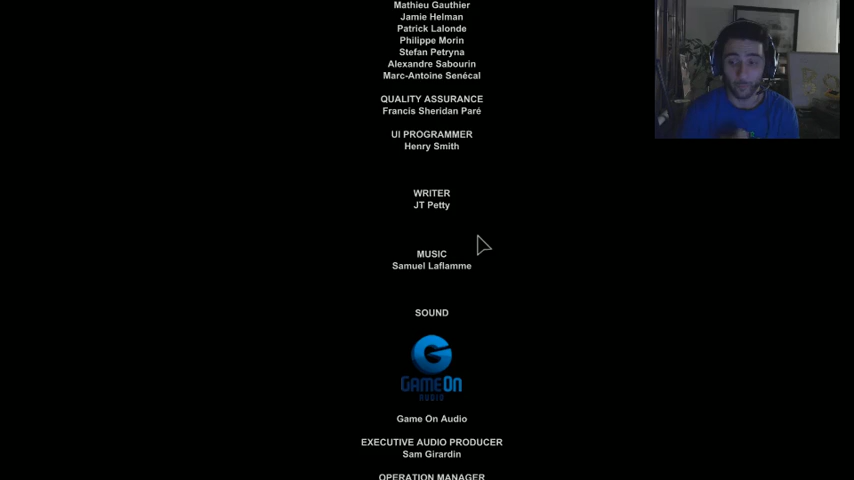 Mathieu Gauthier
Jamie Helman
Patrick Lalonde
Philippe Morin
Stefan Petryna
Alexandre Sabourin
Marc-Antoine Senécal
QUALITY ASSURANCE
Francis Sheridan Paré
UI PROGRAMMER
Henry Smith
WRITER
JT Petty
MUSIC
Samuel Laflamme
SOUND
GAMEON
AUDIO
Game On Audio
EXECUTIVE AUDIO PRODUCER
Sam Girardin
OPERATION MANAGER